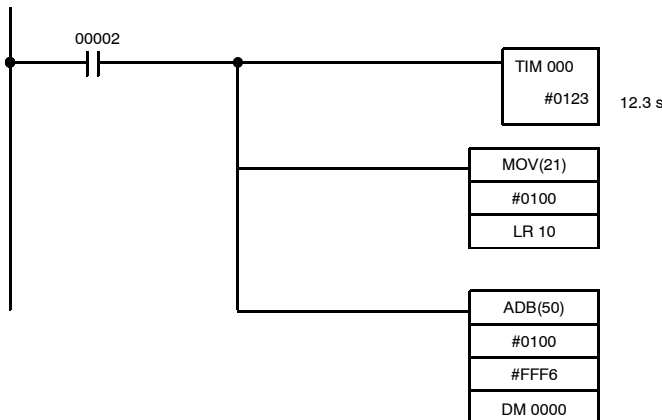 00002
TIM 000
#0123
12.3 s
MOV(21)
#0100
LR 10
ADB(50)
#0100
#FFF6
DM 0000